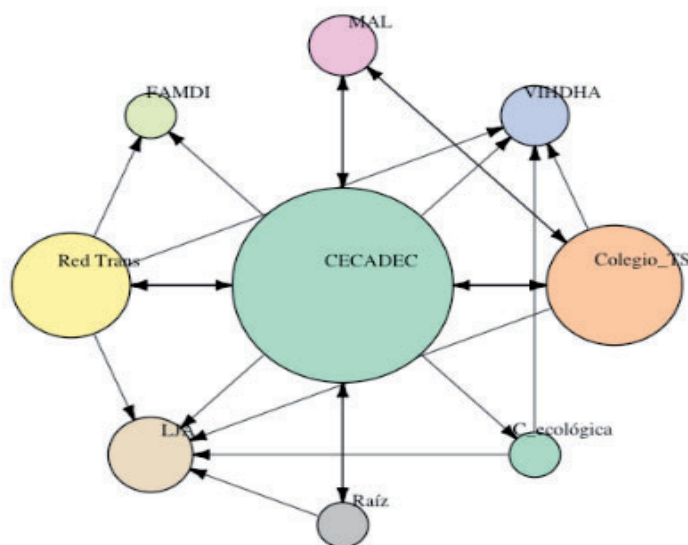 MAL
FAMDI
VIHDHA
Red Trans
CECADEC
Colegio_TS
C_ecológica
Raíz